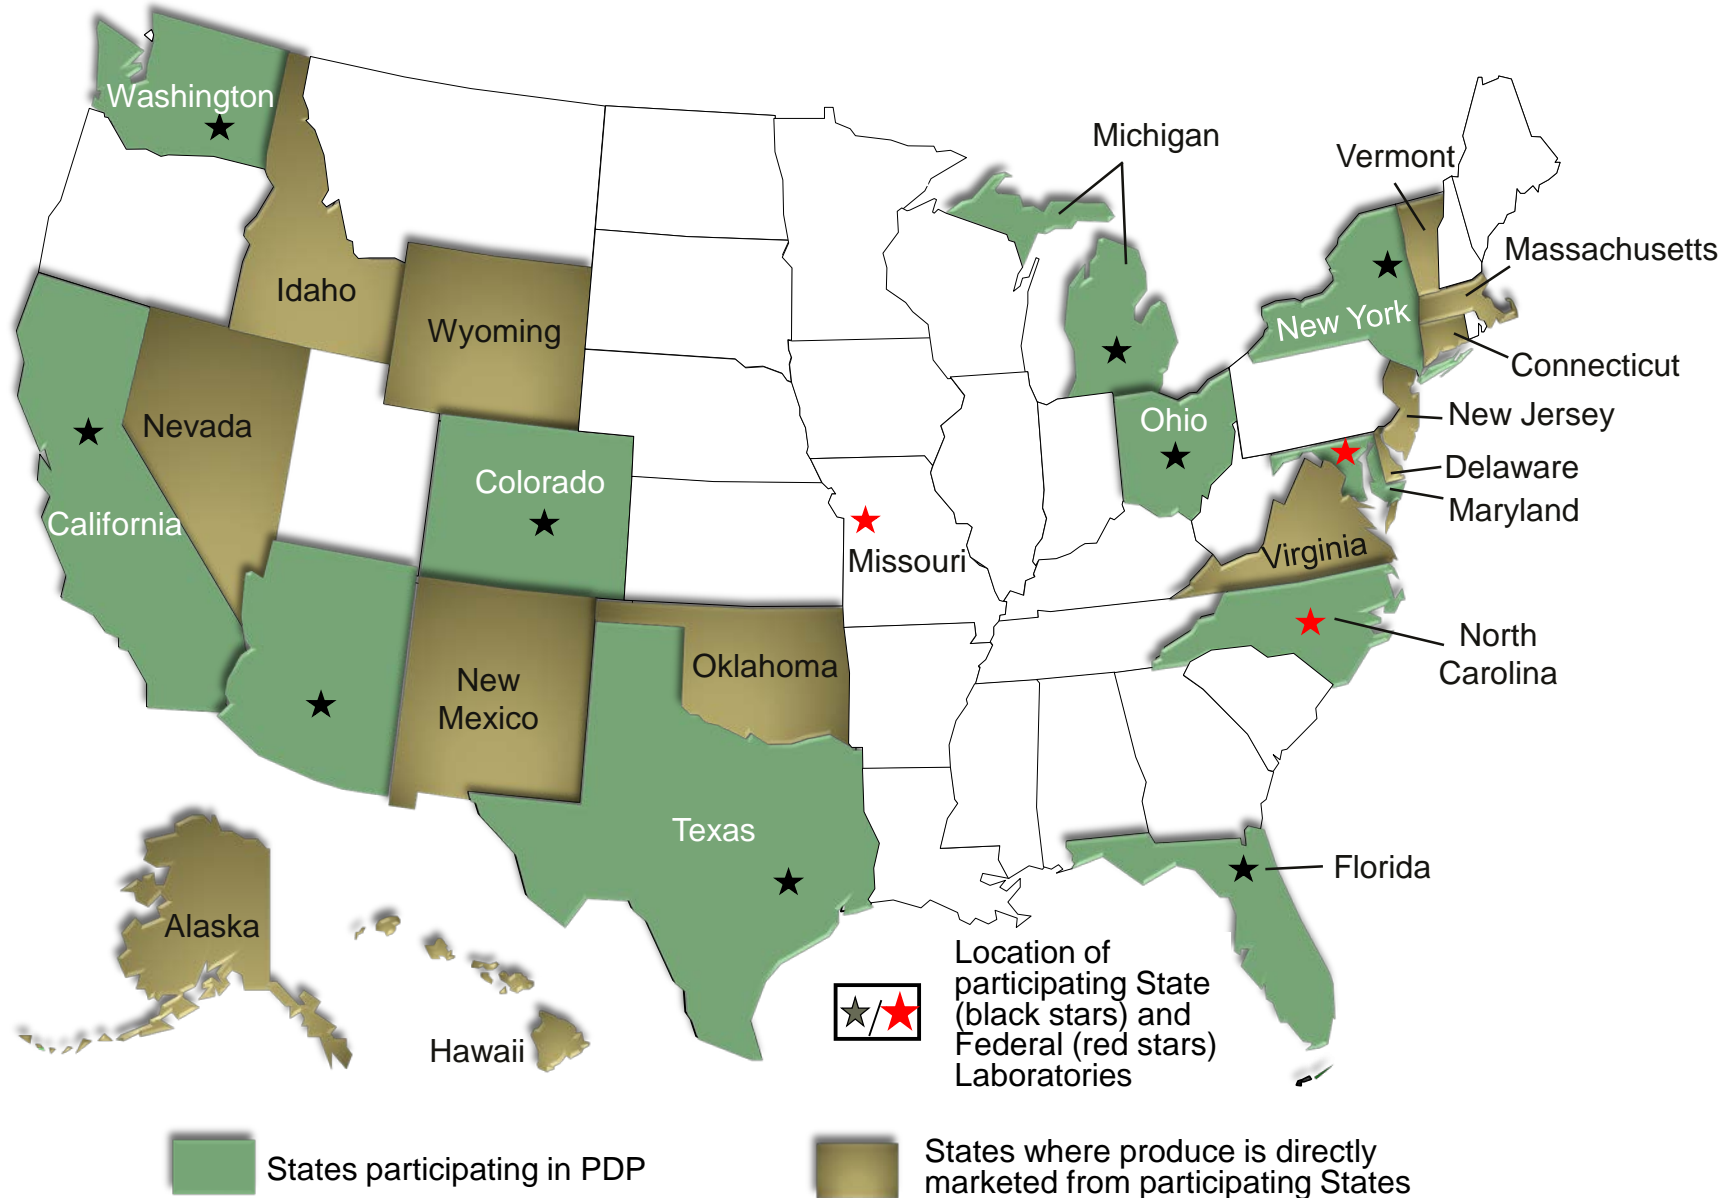 Washington
Michigan
Vermont
Massachusetts
Idaho
Wyoming
New York
Connecticut
Nevada
Ohio
New Jersey
Delaware
Colorado
Maryland
California
Missouri
Virginia
North
Carolina
Oklahoma
New
Mexico
Texas
Florida
Alaska
Hawaii
/
Location of
participating State
(black stars) and
Federal (red stars)
Laboratories
States participating in PDP
States where produce is directly
marketed from participating States